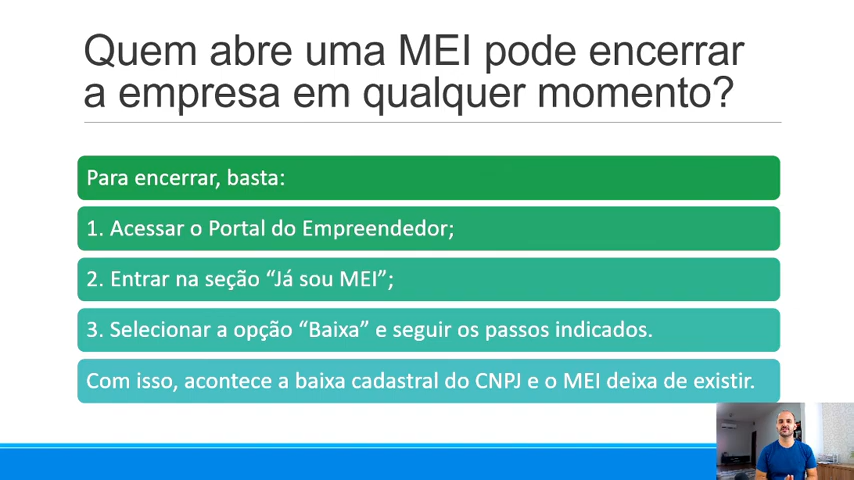 Quem abre uma MEI pode encerrar
a empresa em qualquer momento?
Para encerrar, basta:
1. Acessar o Portal do Empreendedor;
2. Entrar na seção “Já sou MEI”;
3. Selecionar a opção “Baixa” e seguir os passos indicados.
Com isso, acontece a baixa cadastral do CNPJ e o MEI deixa de existir.